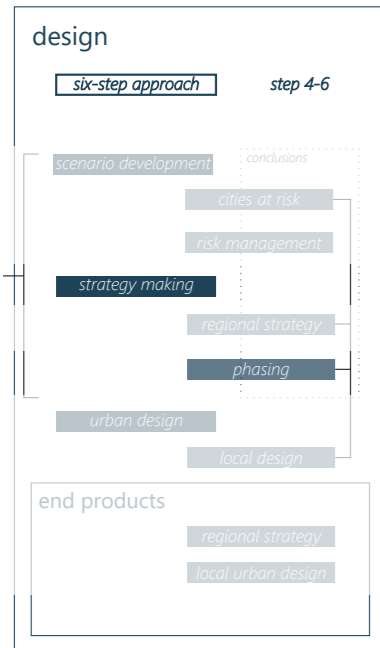 design
six-step approach step 4-6
scenario development
conclusions
cities at risk
risk management
strategy making
regional strategy
phasing
urban design
local design
end products
regional strategy
local urban design